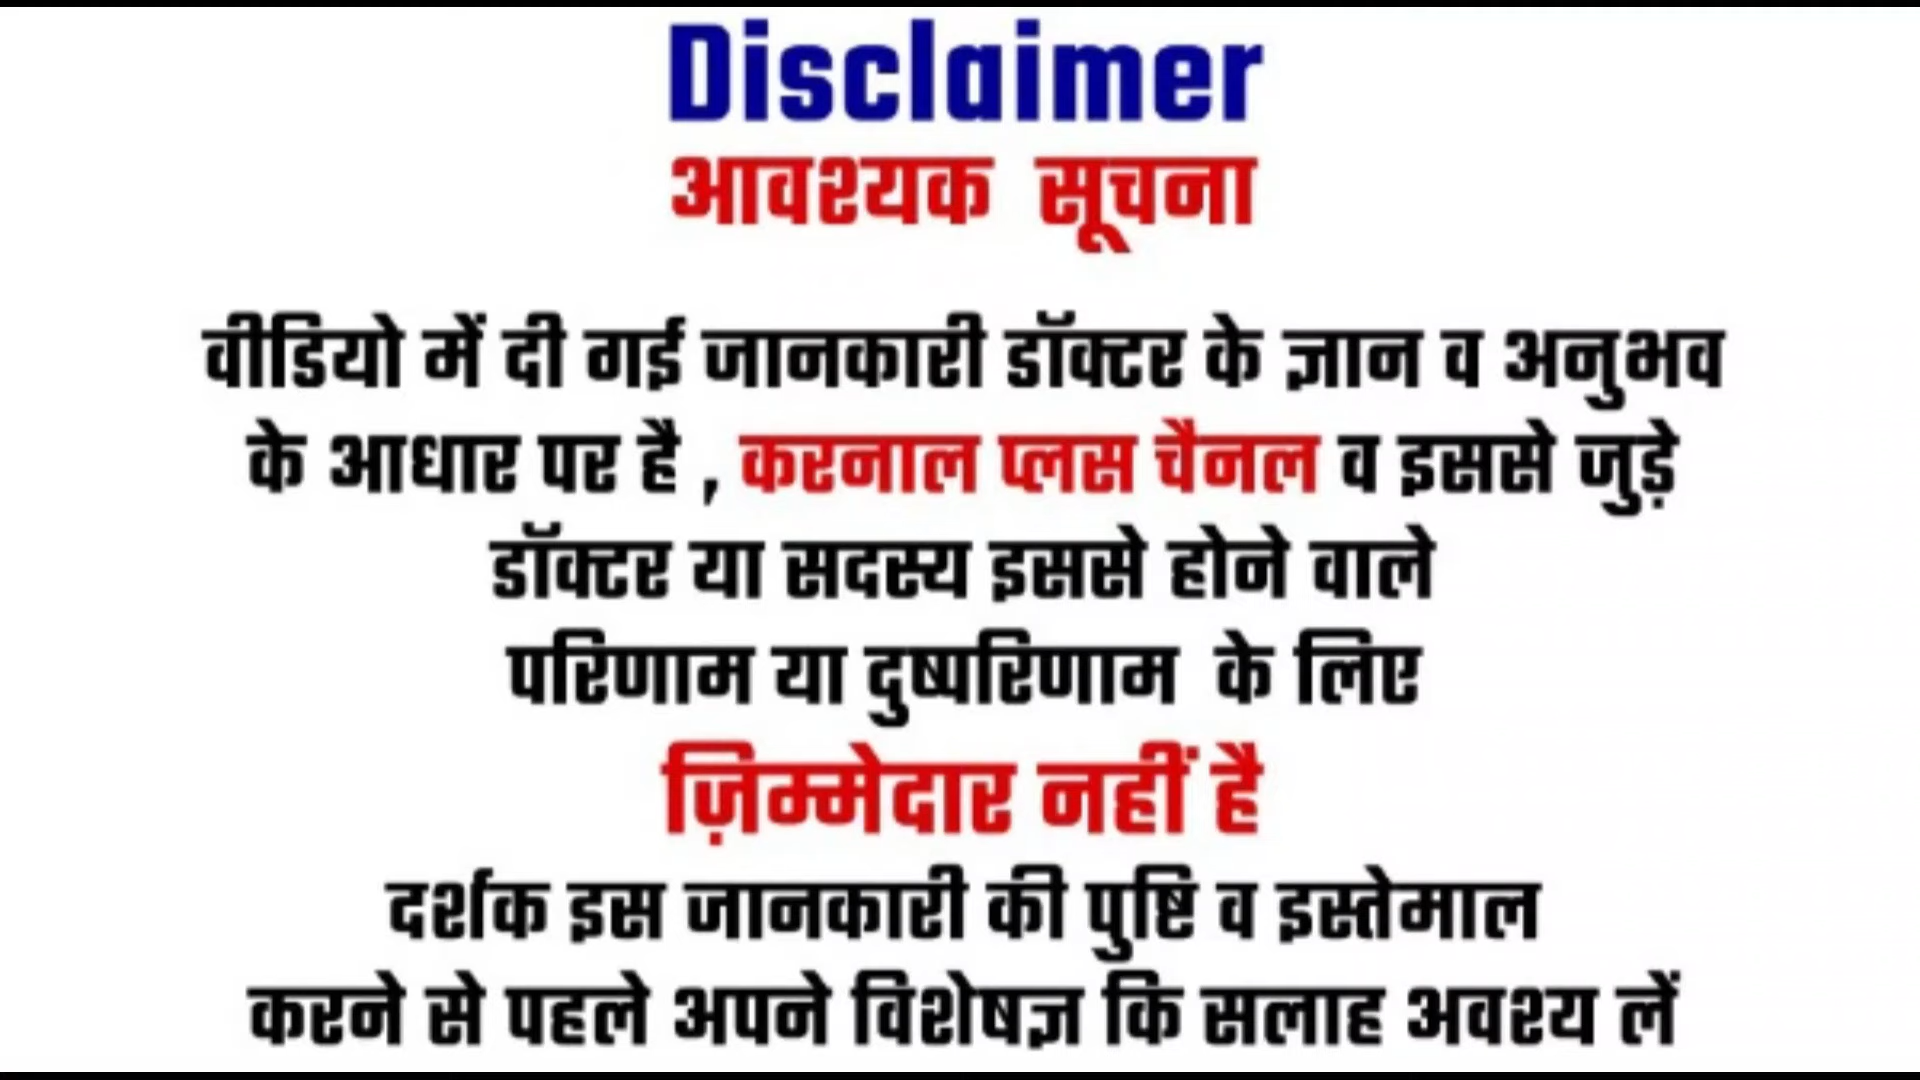 Disclaimer
आवश्यक सूचना
वीडियो में दी गई जानकारी डॉक्टर के ज्ञान व अनुभव
के आधार पर है , करनाल प्लस चैनल व इससे जुड़े
डॉक्टर या सदस्य इससे होने वाले
परिणाम या दुष्परिणाम के लिए
ज़िम्मेदार नहीं है
दर्शक इस जानकारी की पुष्टि व इस्तेमाल
करने से पहले अपने विशेषज्ञ कि सलाह अवश्य लें